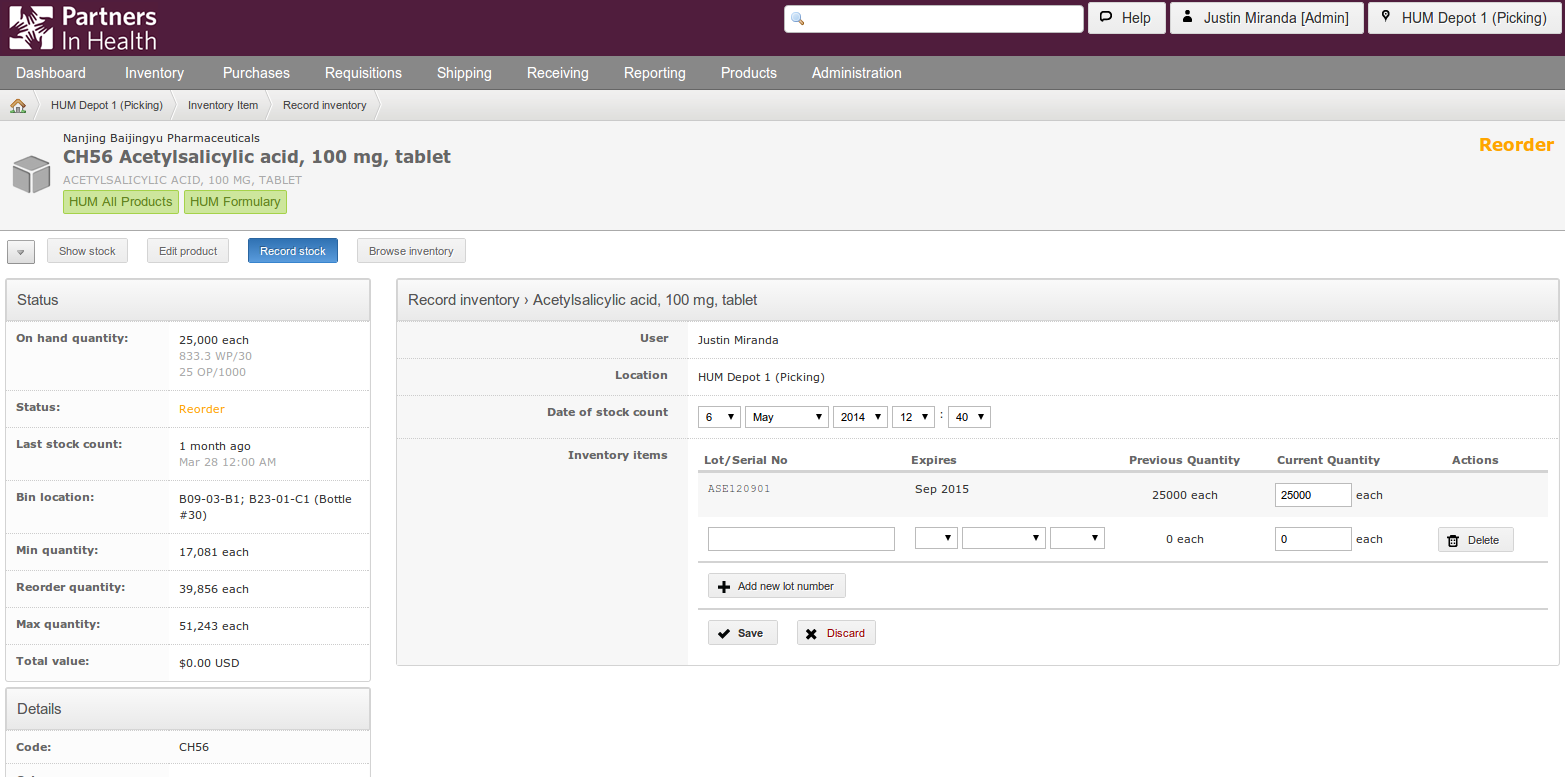 Partners
In Health
Help
Justin Miranda [Admin]
HUM Depot 1 (Picking)
Dashboard Inventory Purchases Requisitions Shipping Receiving Reporting Products Administration
HUM Depot 1 (Picking) Inventory Item Record inventory
Nanjing Baijingyu Pharmaceuticals
CH56 Acetylsalicylic acid, 100 mg, tablet
ACETYLSALICYLIC ACID, 100 MG, TABLET
HUM All Products HUM Formulary
Reorder
Show stock Edit product Record stock Browse inventory
Status
On hand quantity: 25,000 each
833.3 WP/30
25 OP/1000
Status: Reorder
Last stock count: 1 month ago
Mar 28 12:00 AM
Bin location: B09-03-B1; B23-01-C1 (Bottle
#30)
Min quantity: 17,081 each
Reorder quantity: 39,856 each
Max quantity: 51,243 each
Total value: $0.00 USD
Details
Code: CH56
Record inventory › Acetylsalicylic acid, 100 mg, tablet
User Justin Miranda
Location HUM Depot 1 (Picking)
Date of stock count 6 May 2014 12 : 40
Inventory items
Lot/Serial No Expires Previous Quantity Current Quantity Actions
ASE120901 Sep 2015 25000 each 25000 each
0 each 0 each Delete
Add new lot number
Save Discard